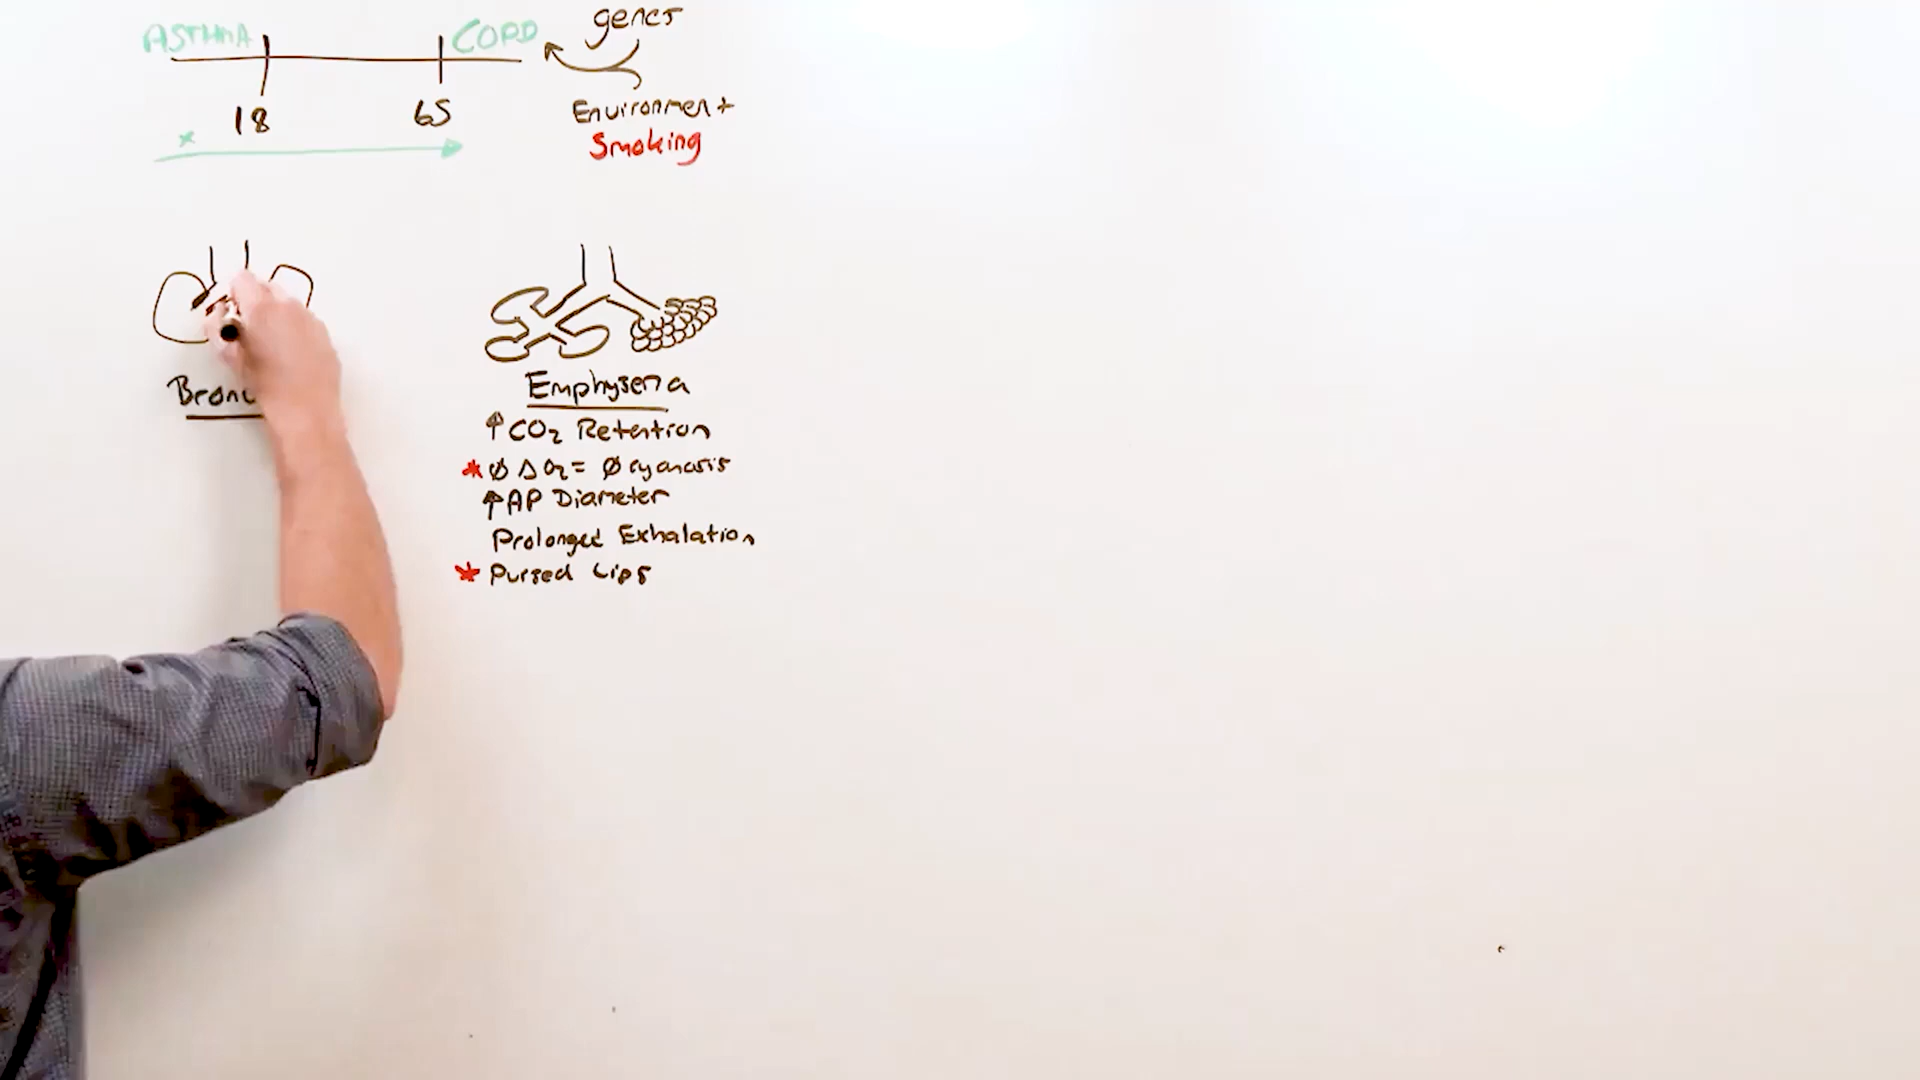 ASTHMA COPD genes
18 65 Environment
x Smoking
Emphysema
↑ CO₂ Retention
* Ø Δ O₂ = Ø cyanosis
↑ AP Diameter
Prolonged Exhalation
* Pursed Lips